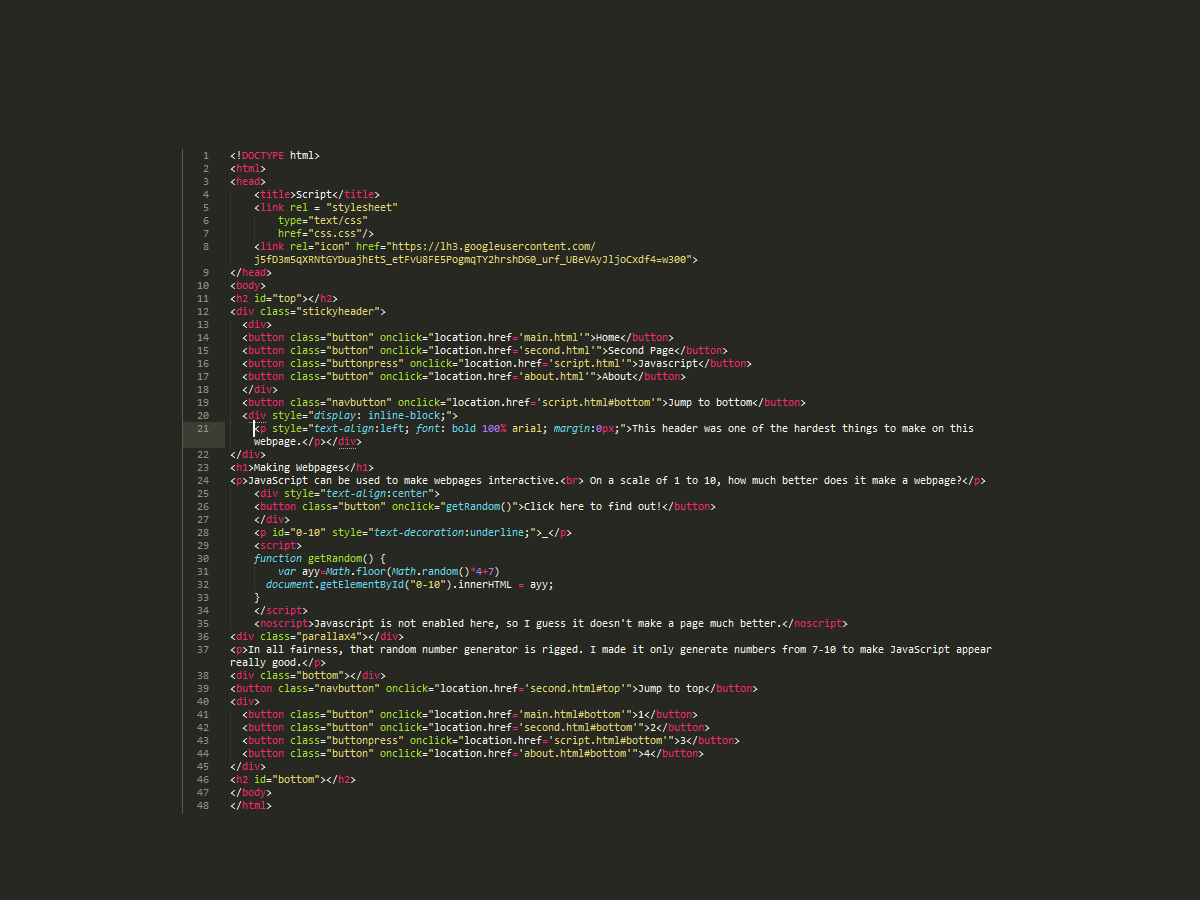 1 <!DOCTYPE html>
2 <html>
3 <head>
4 <title>Script</title>
5 <link rel = "stylesheet"
6 type="text/css"
7 href="css.css"/>
8 <link rel="icon" href="https://lh3.googleusercontent.com/
j5fD3m5qXRNtGYDuajhEtS_etFvU8FE5PogmqTY2hrshDG0_urf_UBeVAyJljoCxdf4=w300">
9 </head>
10 <body>
11 <h2 id="top"></h2>
12 <div class="stickyheader">
13 <div>
14 <button class="button" onclick="location.href='main.html'">Home</button>
15 <button class="button" onclick="location.href='second.html'">Second Page</button>
16 <button class="buttonpress" onclick="location.href='script.html'">Javascript</button>
17 <button class="button" onclick="location.href='about.html'">About</button>
18 </div>
19 <button class="navbutton" onclick="location.href='script.html#bottom'">Jump to bottom</button>
20 <div style="display: inline-block;">
21 <p style="text-align:left; font: bold 100% arial; margin:0px;">This header was one of the hardest things to make on this
webpage.</p></div>
22 </div>
23 <h1>Making Webpages</h1>
24 <p>JavaScript can be used to make webpages interactive.<br> On a scale of 1 to 10, how much better does it make a webpage?</p>
25 <div style="text-align:center">
26 <button class="button" onclick="getRandom()">Click here to find out!</button>
27 </div>
28 <p id="0-10" style="text-decoration:underline;">_</p>
29 <script>
30 function getRandom() {
31 var ayy=Math.floor(Math.random()*4+7)
32 document.getElementById("0-10").innerHTML = ayy;
33 }
34 </script>
35 <noscript>Javascript is not enabled here, so I guess it doesn't make a page much better.</noscript>
36 <div class="parallax4"></div>
37 <p>In all fairness, that random number generator is rigged. I made it only generate numbers from 7-10 to make JavaScript appear
really good.</p>
38 <div class="bottom"></div>
39 <button class="navbutton" onclick="location.href='second.html#top'">Jump to top</button>
40 <div>
41 <button class="button" onclick="location.href='main.html#bottom'">1</button>
42 <button class="button" onclick="location.href='second.html#bottom'">2</button>
43 <button class="buttonpress" onclick="location.href='script.html#bottom'">3</button>
44 <button class="button" onclick="location.href='about.html#bottom'">4</button>
45 </div>
46 <h2 id="bottom"></h2>
47 </body>
48 </html>